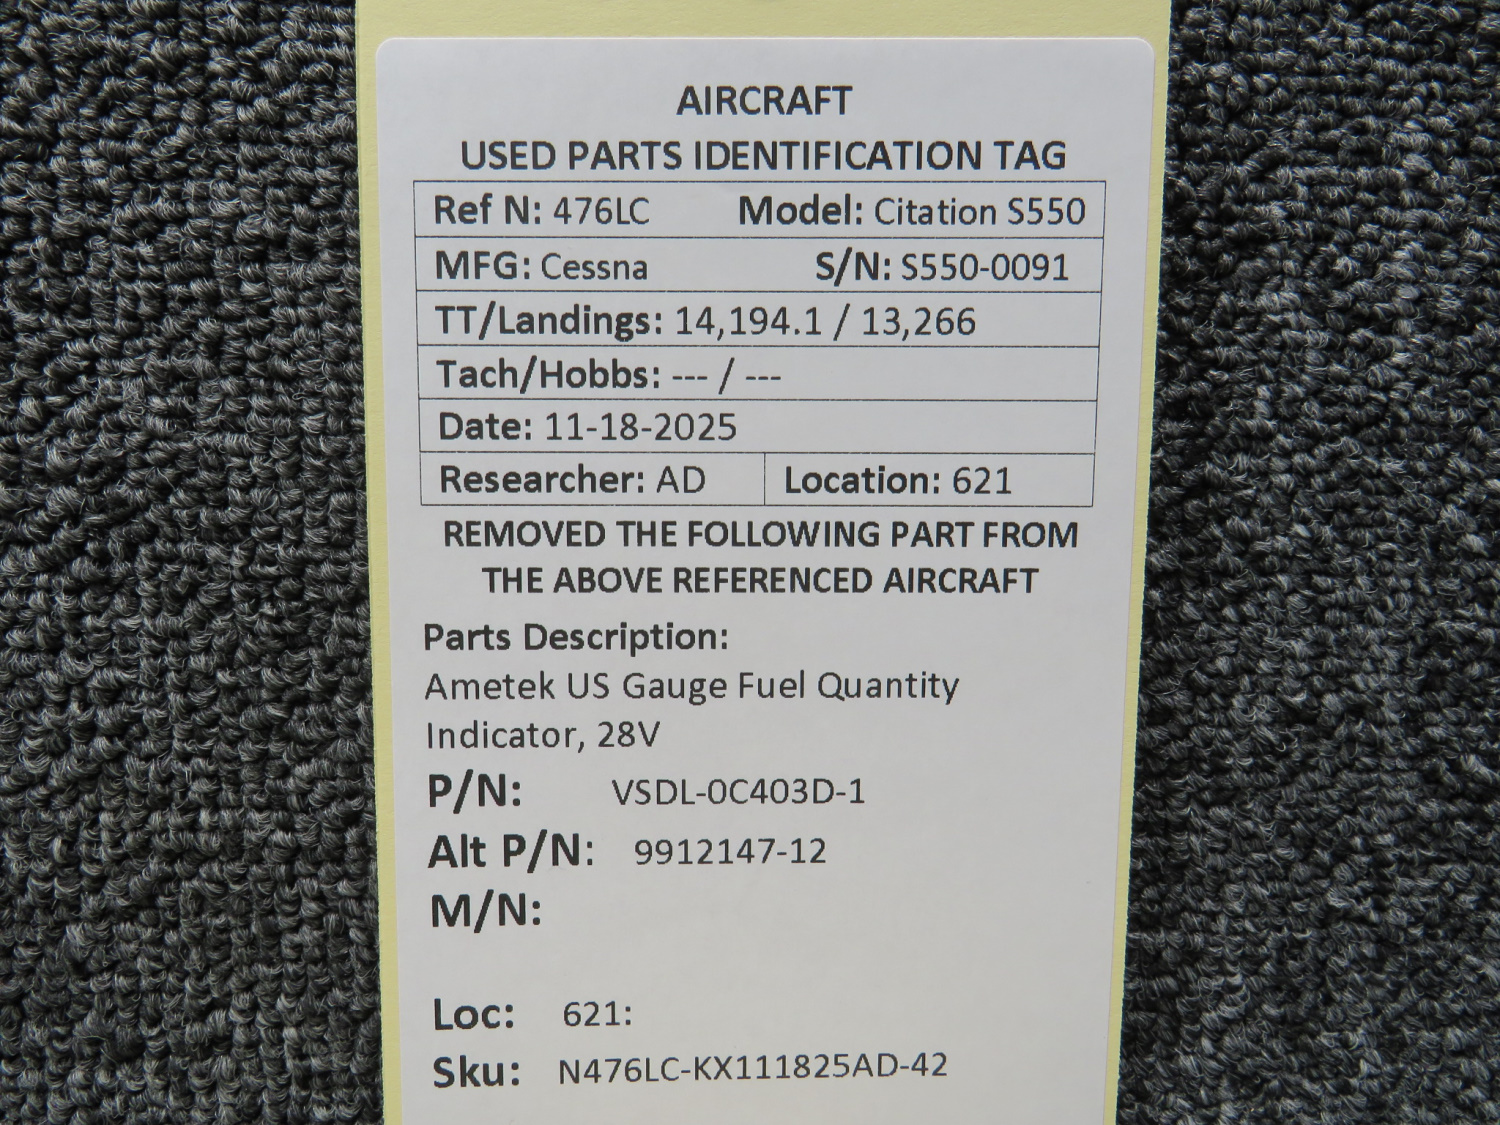 AIRCRAFT
USED PARTS IDENTIFICATION TAG
Ref N: 476LC Model: Citation S550
MFG: Cessna S/N: S550-0091
TT/Landings: 14,194.1 / 13,266
Tach/Hobbs: --- / ---
Date: 11-18-2025
Researcher: AD Location: 621
REMOVED THE FOLLOWING PART FROM
THE ABOVE REFERENCED AIRCRAFT
Parts Description:
Ametek US Gauge Fuel Quantity
Indicator, 28V
P/N: VSDL-0C403D-1
Alt P/N: 9912147-12
M/N:
Loc: 621:
Sku: N476LC-KX111825AD-42